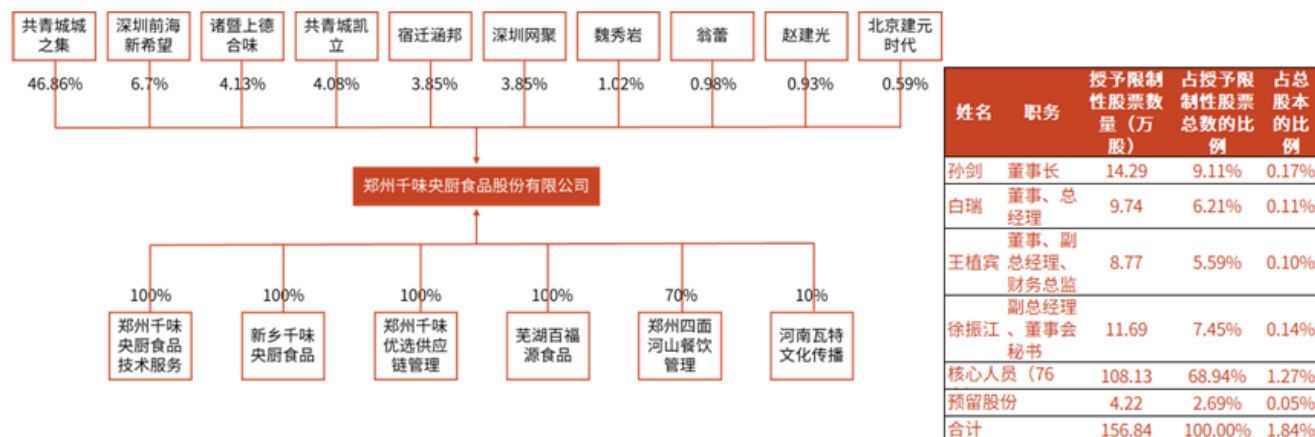 共青城城
之集
深圳前海
新希望
诸暨上德
合味
共青城凯
立
宿迁涵邦
深圳网聚
魏秀岩
翁蕾
赵建光
北京建元
时代
46.86%
6.7%
4.13%
4.08%
3.85%
3.85%
1.02%
0.98%
0.93%
0.59%
郑州千味央厨食品股份有限公司
100%
100%
100%
100%
70%
10%
郑州千味
央厨食品
技术服务
新乡千味
央厨食品
郑州千味
优选供应
链管理
芜湖百福
源食品
郑州四面
河山餐饮
管理
河南瓦特
文化传播
姓名
职务
授予限制
性股票数
量（万
股）
占授予限
制性股票
总数的比
例
占总
股本
的比
例
孙剑 董事长 14.29 9.11% 0.17%
白瑞
董事、总
经理
9.74 6.21% 0.11%
王植宾
董事、副
总经理、
财务总监
8.77 5.59% 0.10%
徐振江
副总经理
、董事会
秘书
11.69 7.45% 0.14%
核心人员（76 108.13 68.94% 1.27%
预留股份 4.22 2.69% 0.05%
合计 156.84 100.00% 1.84%